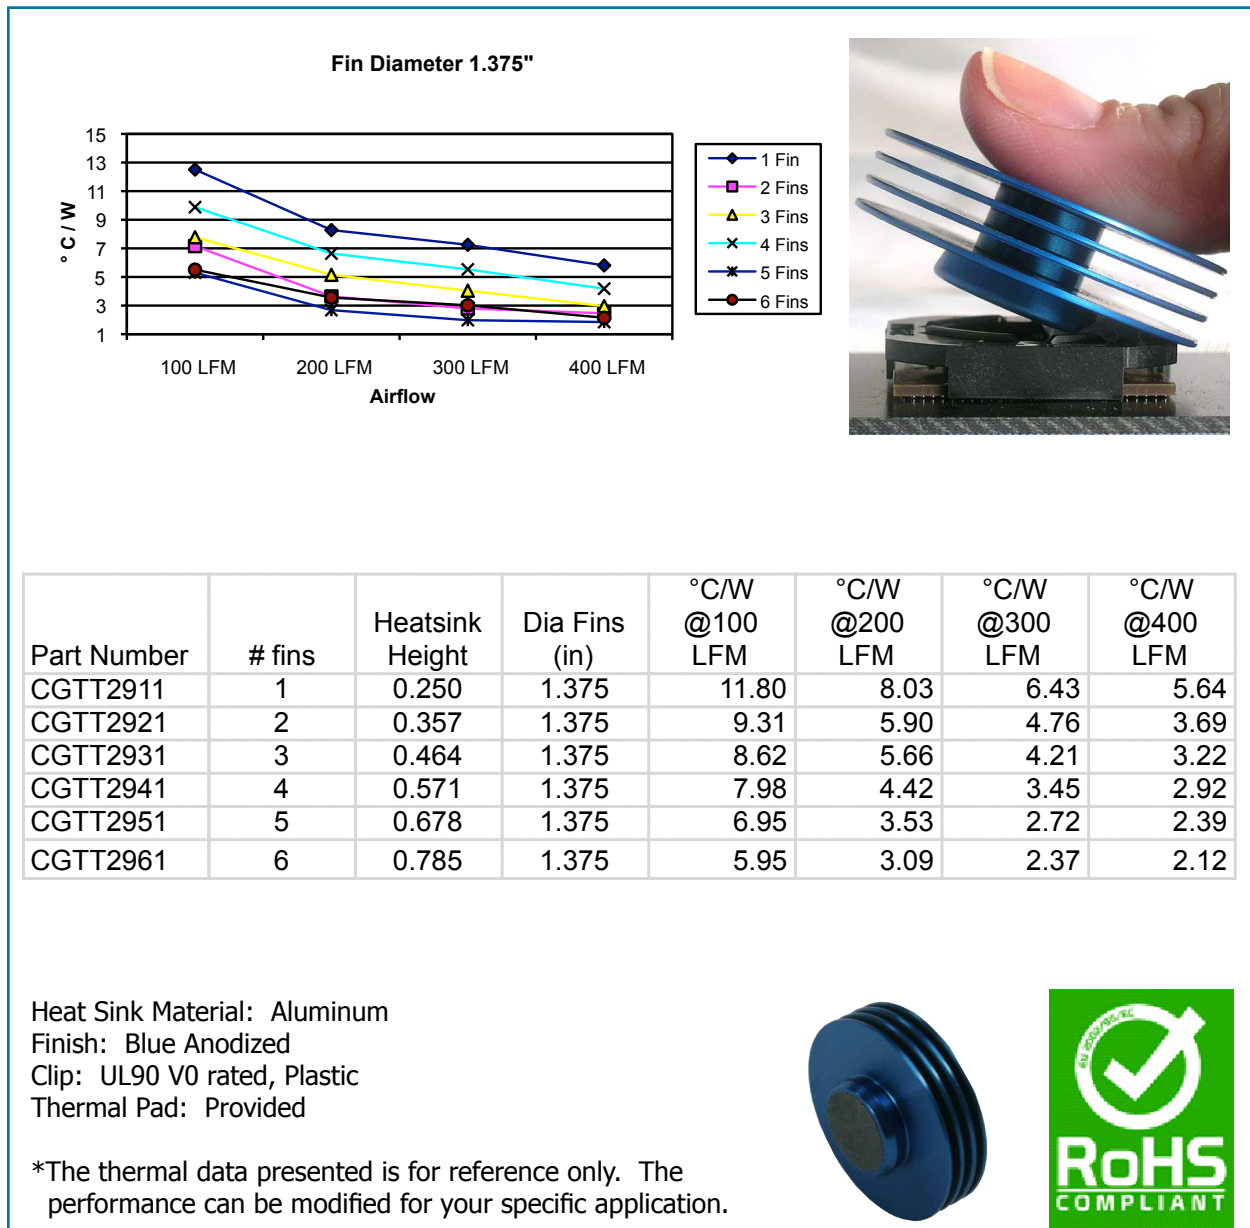 Fin Diameter 1.375"
° C / W
15
13
11
9
7
5
3
1
100 LFM 200 LFM 300 LFM 400 LFM
Airflow
1 Fin
2 Fins
3 Fins
4 Fins
5 Fins
6 Fins
Part Number # fins Heatsink Height Dia Fins (in) °C/W @100 LFM °C/W @200 LFM °C/W @300 LFM °C/W @400 LFM
CGTT2911 1 0.250 1.375 11.80 8.03 6.43 5.64
CGTT2921 2 0.357 1.375 9.31 5.90 4.76 3.69
CGTT2931 3 0.464 1.375 8.62 5.66 4.21 3.22
CGTT2941 4 0.571 1.375 7.98 4.42 3.45 2.92
CGTT2951 5 0.678 1.375 6.95 3.53 2.72 2.39
CGTT2961 6 0.785 1.375 5.95 3.09 2.37 2.12
Heat Sink Material: Aluminum
Finish: Blue Anodized
Clip: UL90 V0 rated, Plastic
Thermal Pad: Provided
*The thermal data presented is for reference only. The
performance can be modified for your specific application.
EU 2002/95/EC
RoHS
COMPLIANT